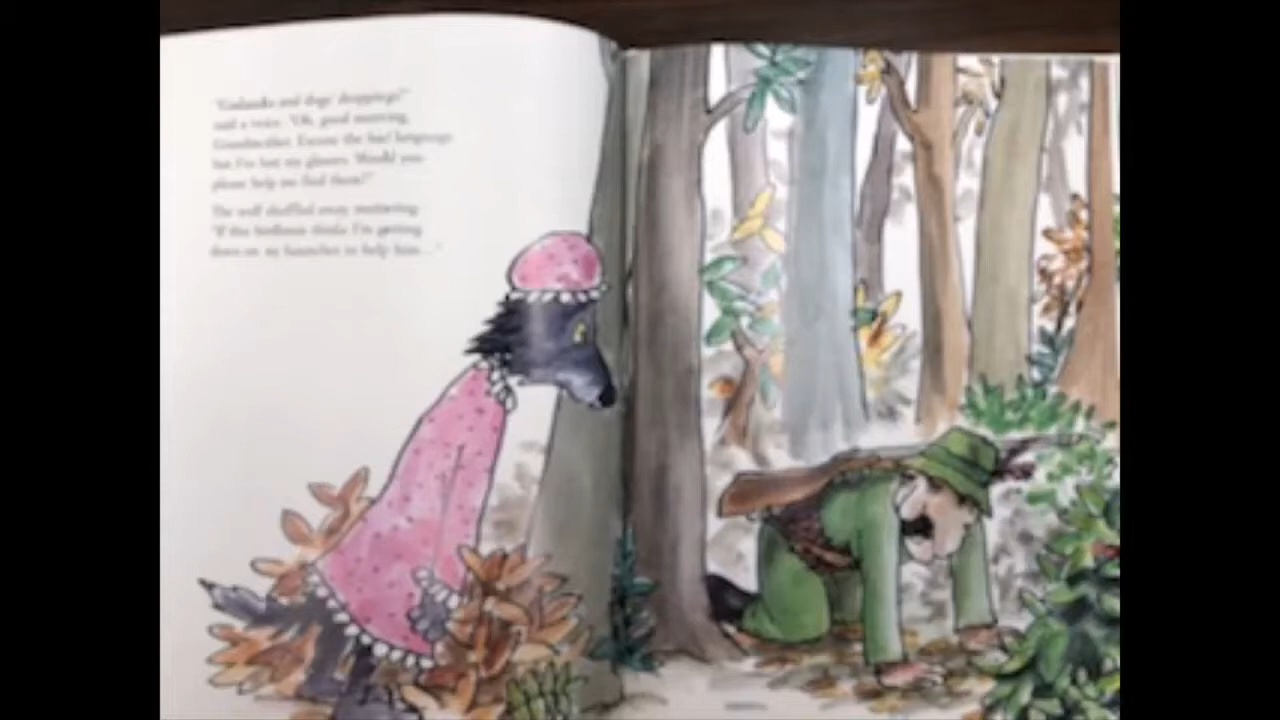 and dogs' droppings!"
said a voice. "Oh, good morning,
Grandmother. Excuse the bad language
but I've lost my glasses. Would you
please help me find them?"
The wolf shuffled away, muttering:
"If this thinks I'm getting
down on my haunches to help him..."